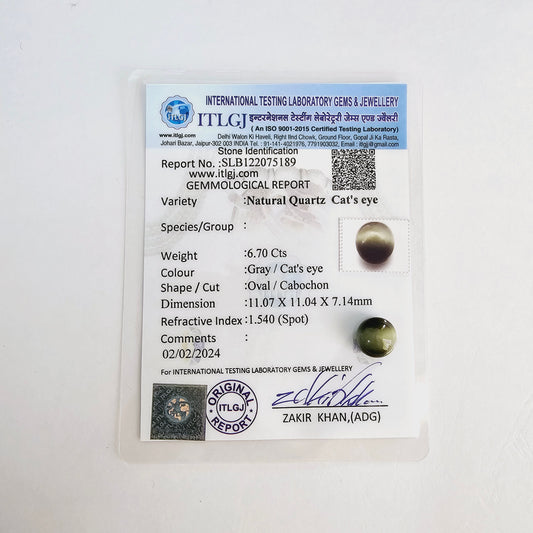 INTERNATIONAL TESTING LABORATORY GEMS & JEWELLERY
ITLGJ इन्टरनेशनल टेस्टींग लेबोरेट्री जेम्स एण्ड ज्वैलरी
( An ISO 9001-2015 Certified Testing Laboratory)
www.itlgj.com Delhi Walon Ki Haveli, Right IInd Chowk, Ground Floor, Gopal Ji Ka Rasta,
Johari Bazar, Jaipur-302 003 INDIA Tel. : 91-141-4021976, 7791903032, Email : itlgj@gmail.com
Stone Identification
Report No. :SLB122075189
www.itlgj.com
GEMMOLOGICAL REPORT
Variety :Natural Quartz Cat's eye
Species/Group :
Weight :6.70 Cts
Colour :Gray / Cat's eye
Shape / Cut :Oval / Cabochon
Dimension :11.07 X 11.04 X 7.14mm
Refractive Index :1.540 (Spot)
Comments :
02/02/2024
For INTERNATIONAL TESTING LABORATORY GEMS & JEWELLERY
ORIGINAL
ITLGJ
REPORT
ZAKIR KHAN,(ADG)